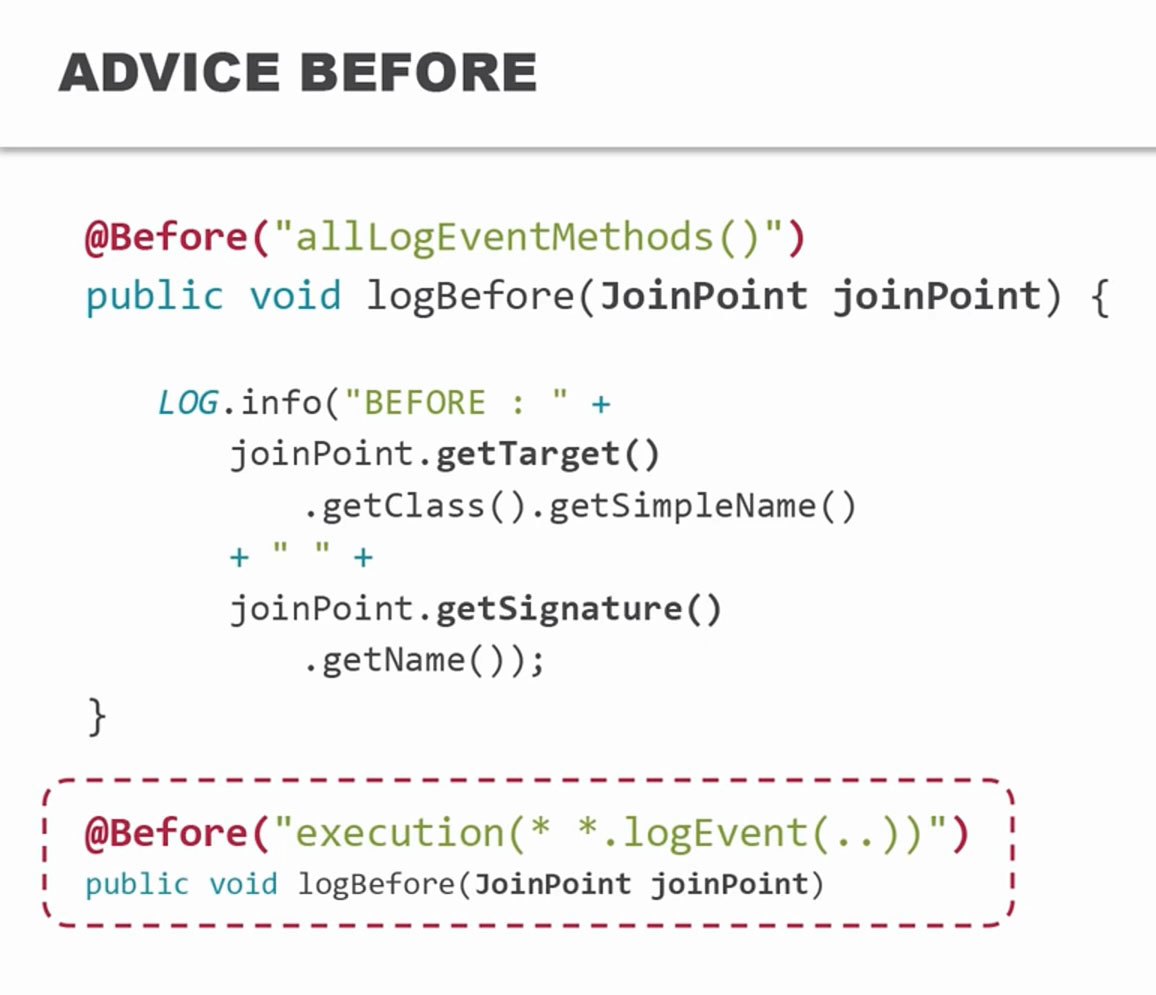 ADVICE BEFORE
@Before("allLogEventMethods()")
public void logBefore(JoinPoint joinPoint) {
LOG.info("BEFORE : " +
joinPoint.getTarget()
.getClass().getSimpleName()
+ " " +
joinPoint.getSignature()
.getName());
}
@Before("execution(* *.logEvent(..))")
public void logBefore(JoinPoint joinPoint)